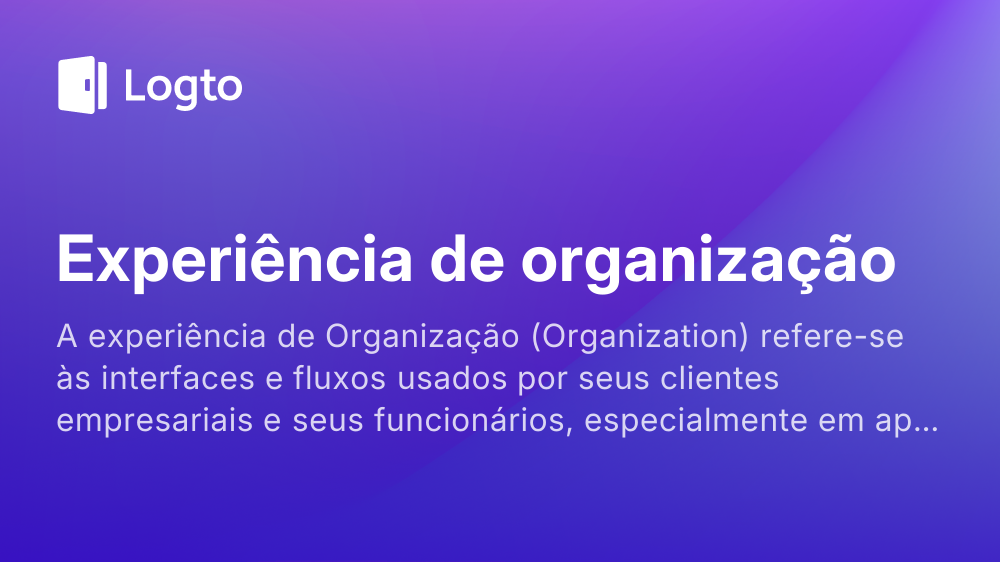 Logto
Experiência de organização
A experiência de Organização (Organization) refere-se
às interfaces e fluxos usados por seus clientes
empresariais e seus funcionários, especialmente em ap...